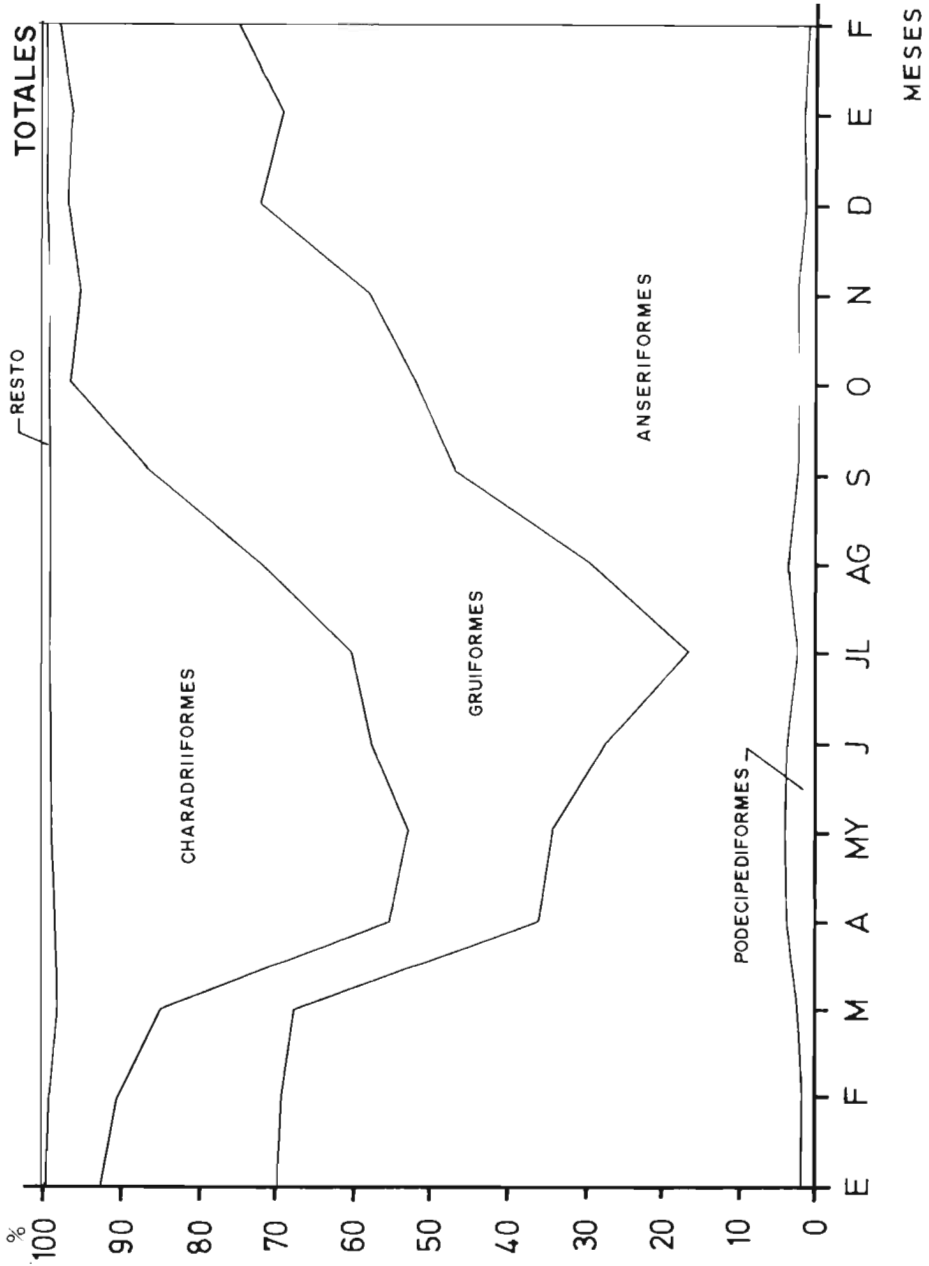 TOTALES
%
100
90
80
70
60
50
40
30
20
10
0
RESTO
CHARADRIIFORMES
GRUIFORMES
ANSERIFORMES
PODECIPEDIFORMES
E F M A MY J JL AG S O N D E F
MESES